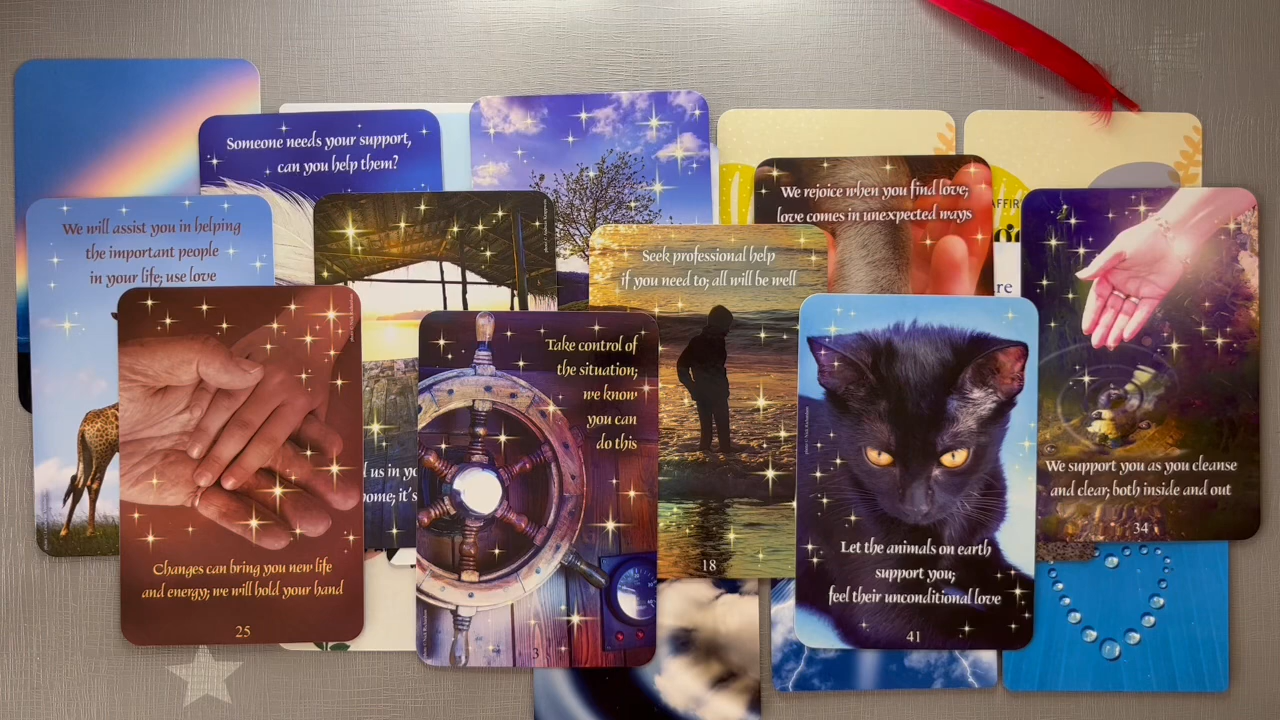 Someone needs your support,
can you help them?
We will assist you in helping
the important people
in your life; use love
We rejoice when you find love;
love comes in unexpected ways
Seek professional help
if you need to; all will be well
18
Take control of
the situation;
we know
you can
do this
3
us in
it's
Changes can bring you new life
and energy; we will hold your hand
25
Let the animals on earth
support you;
feel their unconditional love
41
We support you as you cleanse
and clear; both inside and out
34